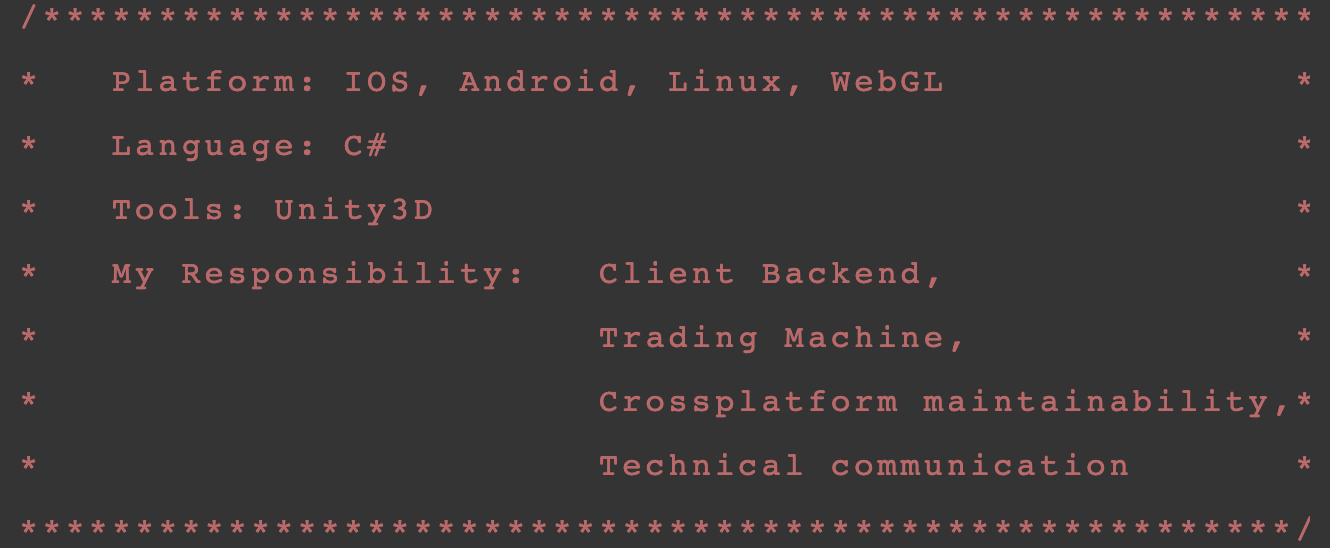 /*******************************************************
* Platform: IOS, Android, Linux, WebGL *
* Language: C# *
* Tools: Unity3D *
* My Responsibility: Client Backend, *
* Trading Machine, *
* Crossplatform maintainability,*
* Technical communication *
*******************************************************/